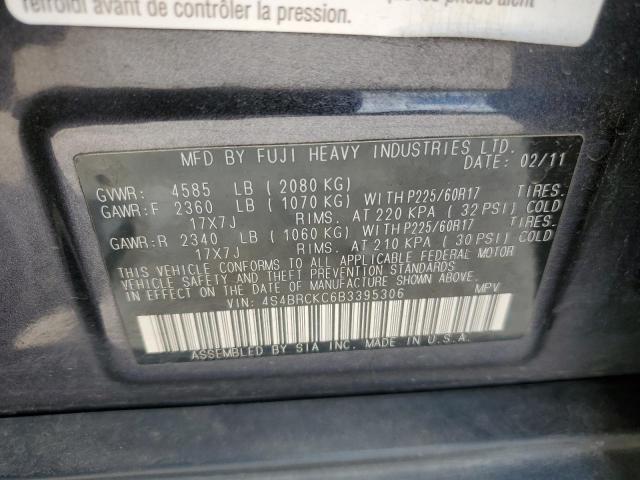 refroidi avant de contrôler la pression.
MFD BY FUJI HEAVY INDUSTRIES LTD.
DATE: 02/11
GVWR: 4585 LB (2080 KG)
GAWR:F 2360 LB (1070 KG) WITH P225/60R17 TIRES.
17X7J RIMS. AT 220 KPA (32 PSI) COLD
GAWR:R 2340 LB (1060 KG) WITH P225/60R17 TIRES.
17X7J RIMS. AT 210 KPA (30 PSI) COLD
THIS VEHICLE CONFORMS TO ALL APPLICABLE FEDERAL MOTOR
VEHICLE SAFETY AND THEFT PREVENTION STANDARDS
IN EFFECT ON THE DATE OF MANUFACTURE SHOWN ABOVE.
VIN: 4S4BRCKC6B3395306 MPV
ASSEMBLED BY SIA INC. MADE IN U.S.A.